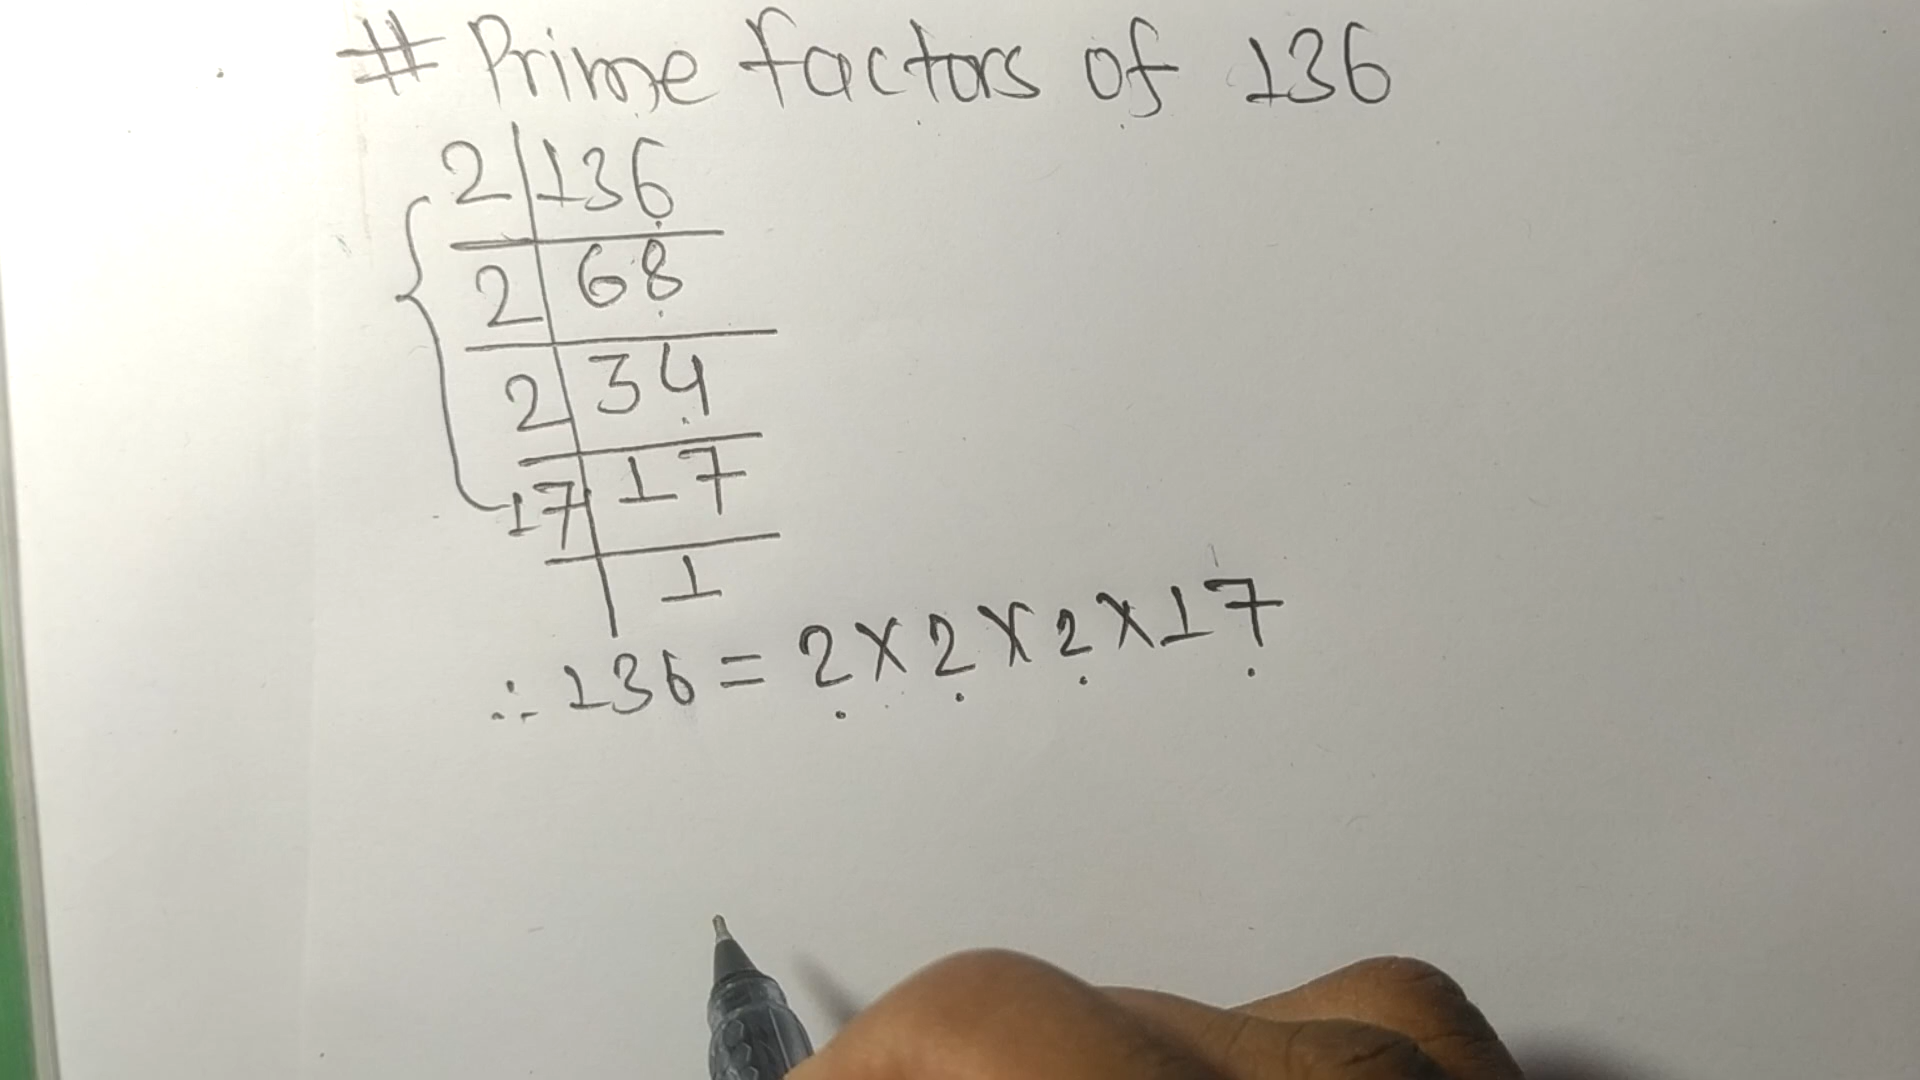 # Prime factors of 136
2 136
2 68
2 34
17 17
1
∴ 136 = 2 X 2 X 2 X 17